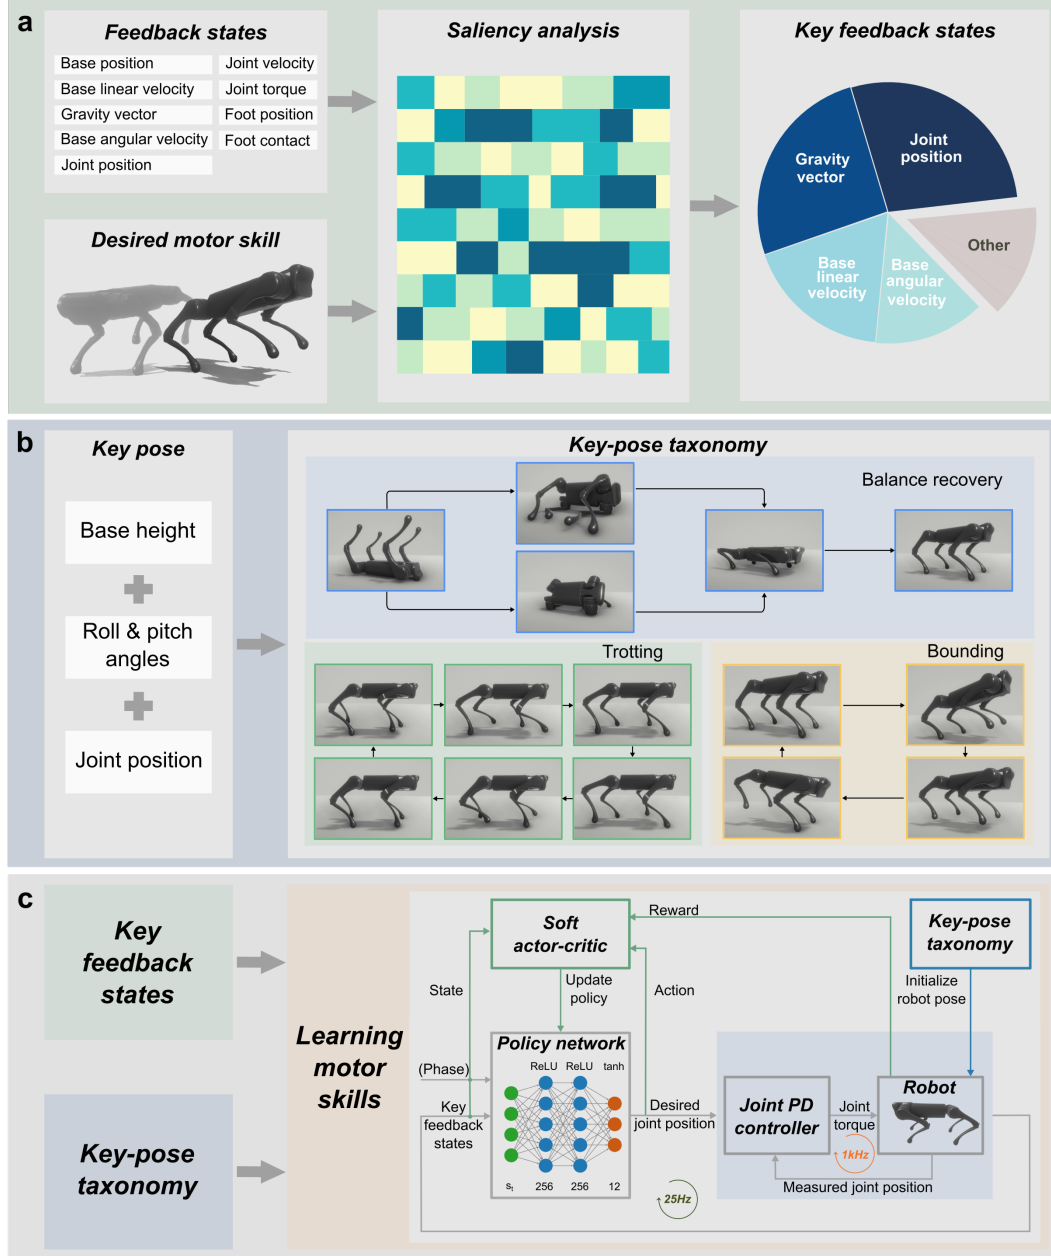 a
Feedback states
Base position
Base linear velocity
Gravity vector
Base angular velocity
Joint position
Joint velocity
Joint torque
Foot position
Foot contact
Desired motor skill
Saliency analysis
Key feedback states
Joint
position
Gravity
vector
Base
linear
velocity
Base
angular
velocity
Other
b
Key pose
Base height
Roll & pitch
angles
Joint position
Key-pose taxonomy
Balance recovery
Trotting
Bounding
c
Key
feedback
states
Key-pose
taxonomy
Learning
motor
skills
Soft
actor-critic
Reward
Key-pose
taxonomy
State
Update
policy
Action
Initialize
robot pose
Policy network
ReLU ReLU tanh
(Phase)
Key
feedback
states
st 256 256 12
Desired
joint position
25Hz
Joint PD
controller
Joint
torque
1kHz
Robot
Measured joint position